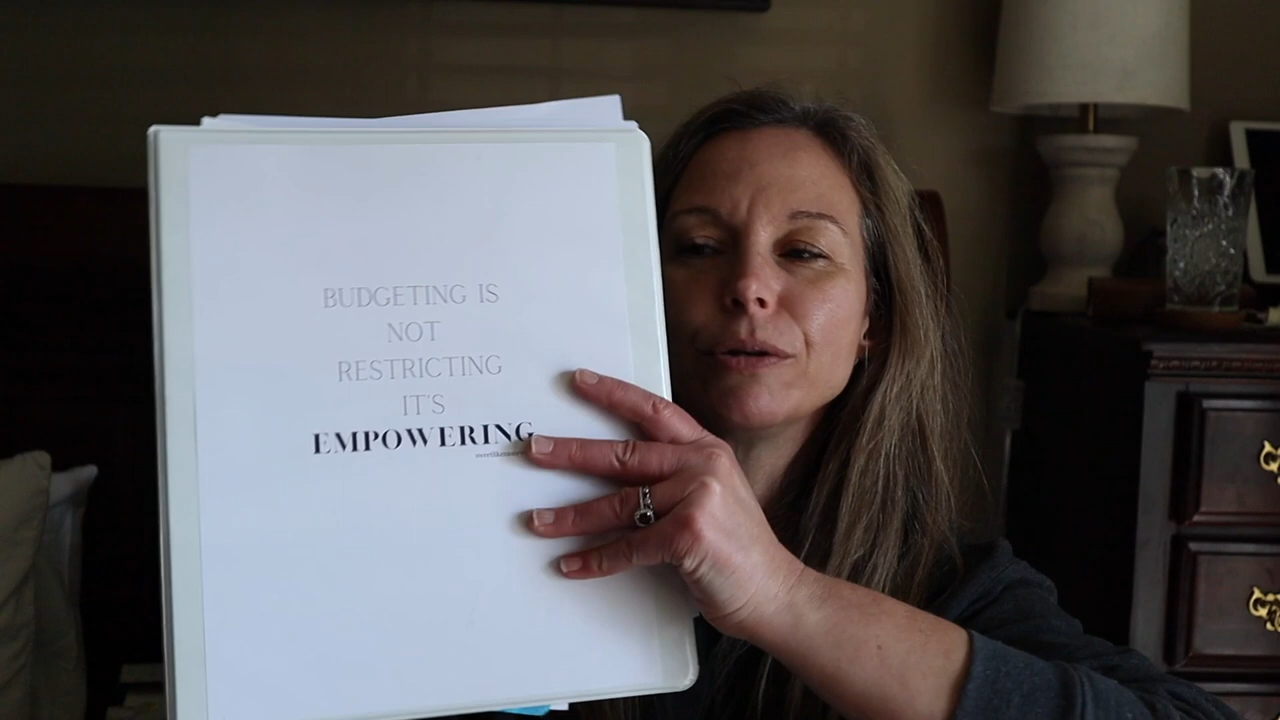 BUDGETING IS
NOT
RESTRICTING
IT'S
EMPOWERING